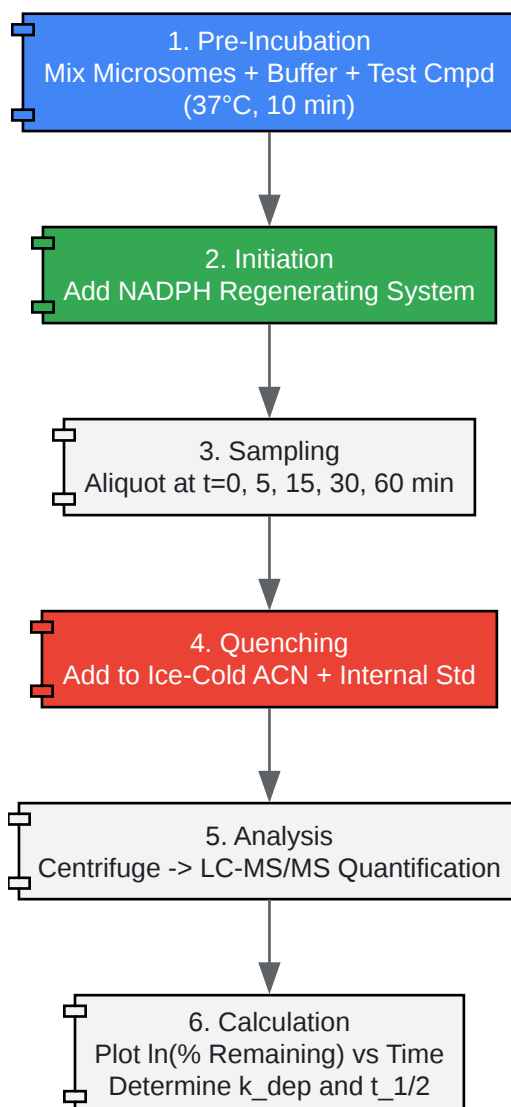 1. Pre-Incubation
Mix Microsomes + Buffer + Test Cmpd
(37°C, 10 min)
2. Initiation
Add NADPH Regenerating System
3. Sampling
Aliquot at t=0, 5, 15, 30, 60 min
4. Quenching
Add to Ice-Cold ACN + Internal Std
5. Analysis
Centrifuge -> LC-MS/MS Quantification
6. Calculation
Plot ln(% Remaining) vs Time
Determine k_dep and t_1/2